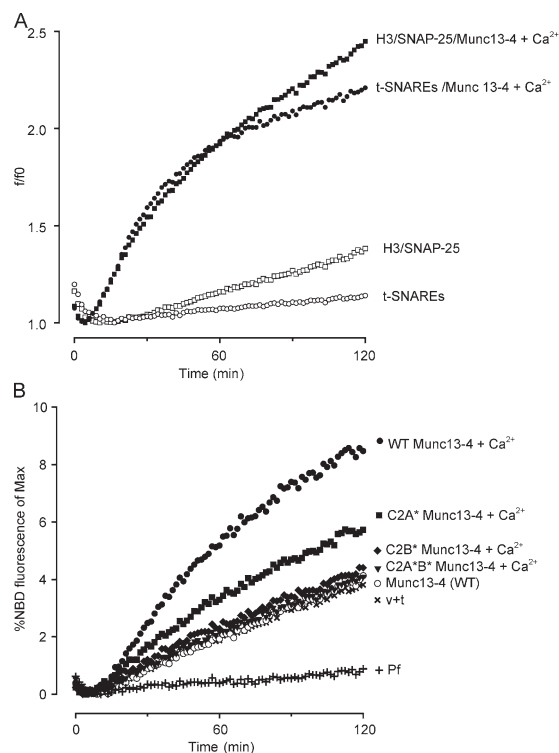 A
2.5
2.0
1.5
1.0
f/f0
H3/SNAP-25/Munc13-4 + Ca²⁺
t-SNAREs /Munc 13-4 + Ca²⁺
H3/SNAP-25
t-SNAREs
0 60 120
Time (min)
B
10
8
6
4
2
0
%NBD fluorescence of Max
WT Munc13-4 + Ca²⁺
C2A* Munc13-4 + Ca²⁺
C2B* Munc13-4 + Ca²⁺
C2A*B* Munc13-4 + Ca²⁺
Munc13-4 (WT)
v+t
Pf
0 60 120
Time (min)